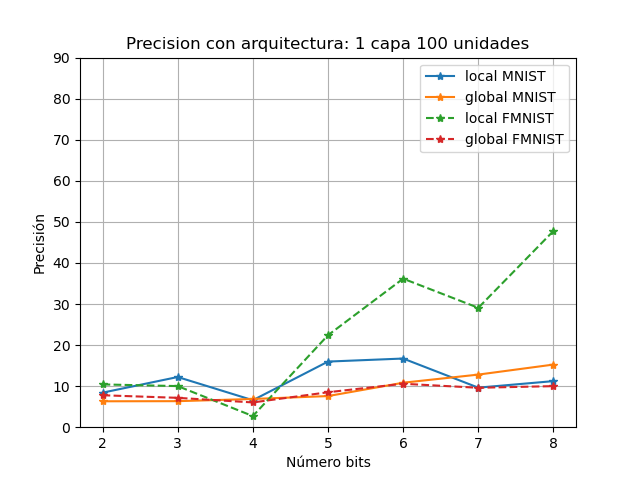 Precision con arquitectura: 1 capa 100 unidades
90
80
70
60
50
40
30
20
10
0
Precisión
local MNIST
global MNIST
local FMNIST
global FMNIST
2 3 4 5 6 7 8
Número bits